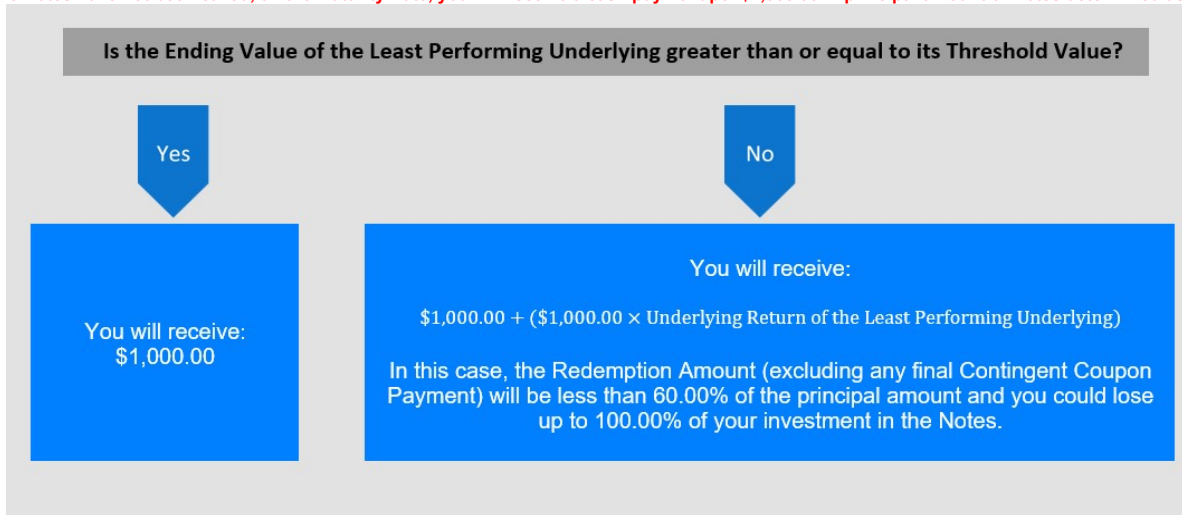 Is the Ending Value of the Least Performing Underlying greater than or equal to its Threshold Value?
Yes
No
You will receive:
$1,000.00
You will receive:
$1,000.00 + ($1,000.00 × Underlying Return of the Least Performing Underlying)
In this case, the Redemption Amount (excluding any final Contingent Coupon
Payment) will be less than 60.00% of the principal amount and you could lose
up to 100.00% of your investment in the Notes.